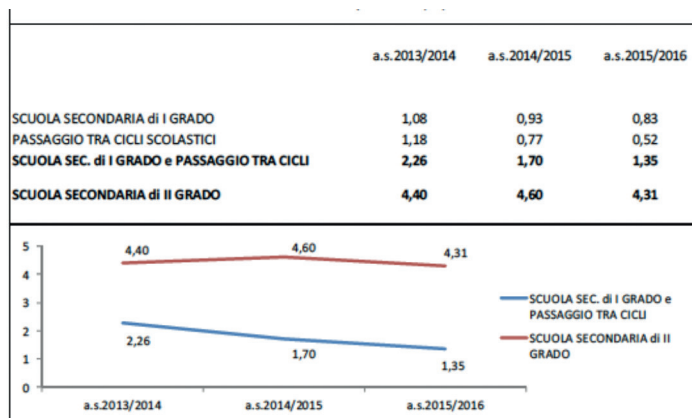 a.s.2013/2014 a.s.2014/2015 a.s.2015/2016
SCUOLA SECONDARIA di I GRADO 1,08 0,93 0,83
PASSAGGIO TRA CICLI SCOLASTICI 1,18 0,77 0,52
SCUOLA SEC. di I GRADO e PASSAGGIO TRA CICLI 2,26 1,70 1,35
SCUOLA SECONDARIA di II GRADO 4,40 4,60 4,31
5
4
3
2
1
0
4,40 4,60 4,31
2,26 1,70 1,35
a.s.2013/2014 a.s.2014/2015 a.s.2015/2016
SCUOLA SEC. di I GRADO e
PASSAGGIO TRA CICLI
SCUOLA SECONDARIA di II
GRADO